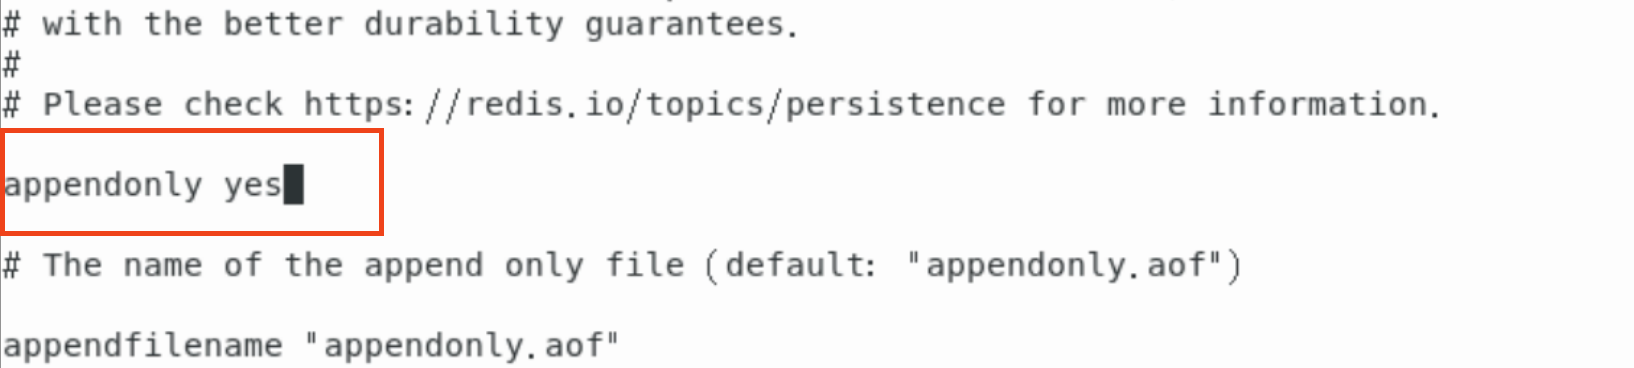 # with the better durability guarantees.
#
# Please check https://redis.io/topics/persistence for more information.
appendonly yes
# The name of the append only file (default: "appendonly.aof")
appendfilename "appendonly.aof"